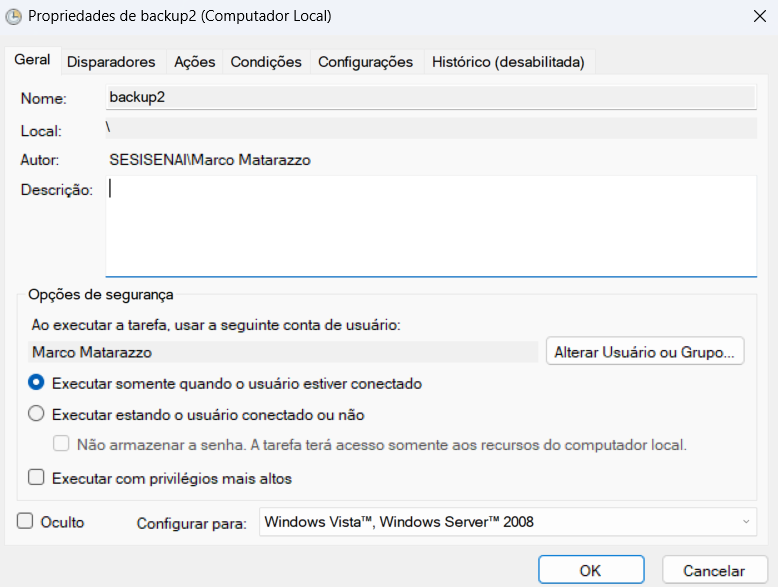 Propriedades de backup2 (Computador Local)
Geral Disparadores Ações Condições Configurações Histórico (desabilitada)
Nome: backup2
Local: \
Autor: SESISENAI\Marco Matarazzo
Descrição:
Opções de segurança
Ao executar a tarefa, usar a seguinte conta de usuário:
Marco Matarazzo Alterar Usuário ou Grupo...
Executar somente quando o usuário estiver conectado
Executar estando o usuário conectado ou não
Não armazenar a senha. A tarefa terá acesso somente aos recursos do computador local.
Executar com privilégios mais altos
Oculto Configurar para: Windows Vista™, Windows Server™ 2008
OK Cancelar